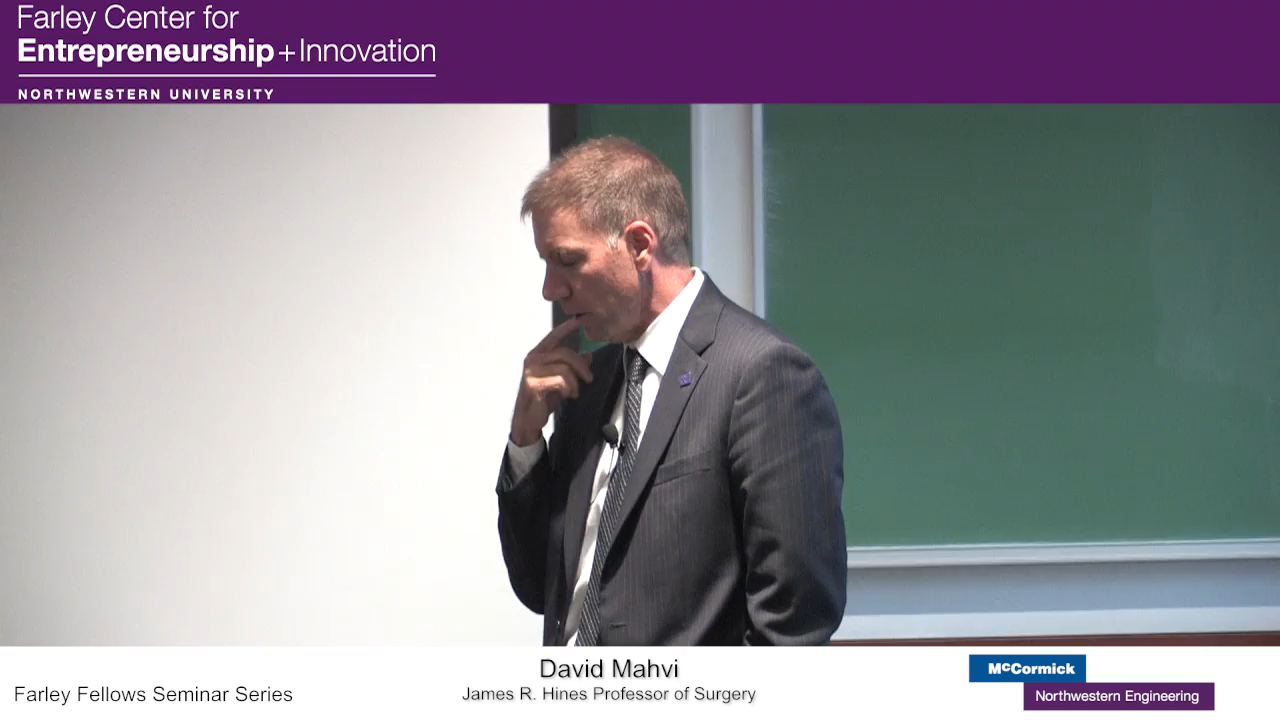 Farley Center for
Entrepreneurship+Innovation
NORTHWESTERN UNIVERSITY
David Mahvi
James R. Hines Professor of Surgery
Farley Fellows Seminar Series
McCormick
Northwestern Engineering